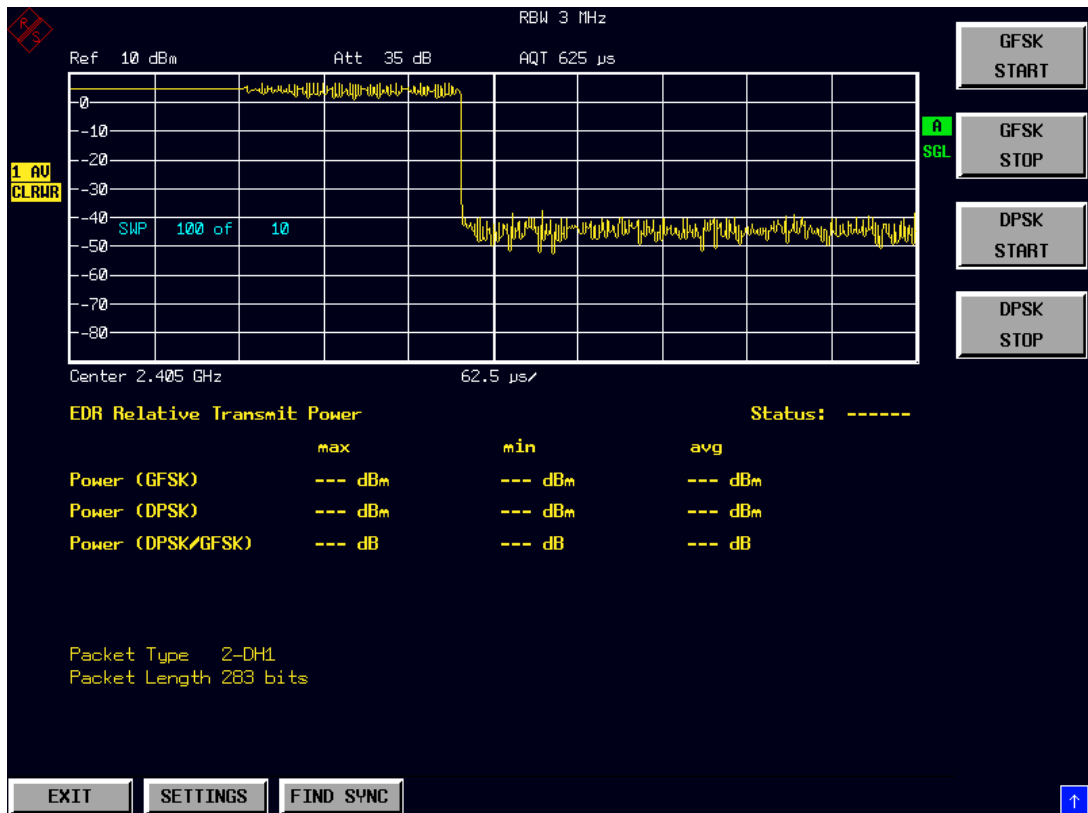 R S
RBW 3 MHz
Ref 10 dBm Att 35 dB AQT 625 µs
0
-10
-20
-30
-40
SWP 100 of 10
-50
-60
-70
-80
1 AV
CLRWR
A
SGL
Center 2.405 GHz 62.5 µs/
EDR Relative Transmit Power Status: ------
max min avg
Power (GFSK) --- dBm --- dBm --- dBm
Power (DPSK) --- dBm --- dBm --- dBm
Power (DPSK/GFSK) --- dB --- dB --- dB
Packet Type 2-DH1
Packet Length 283 bits
GFSK
START
GFSK
STOP
DPSK
START
DPSK
STOP
EXIT SETTINGS FIND SYNC
↑